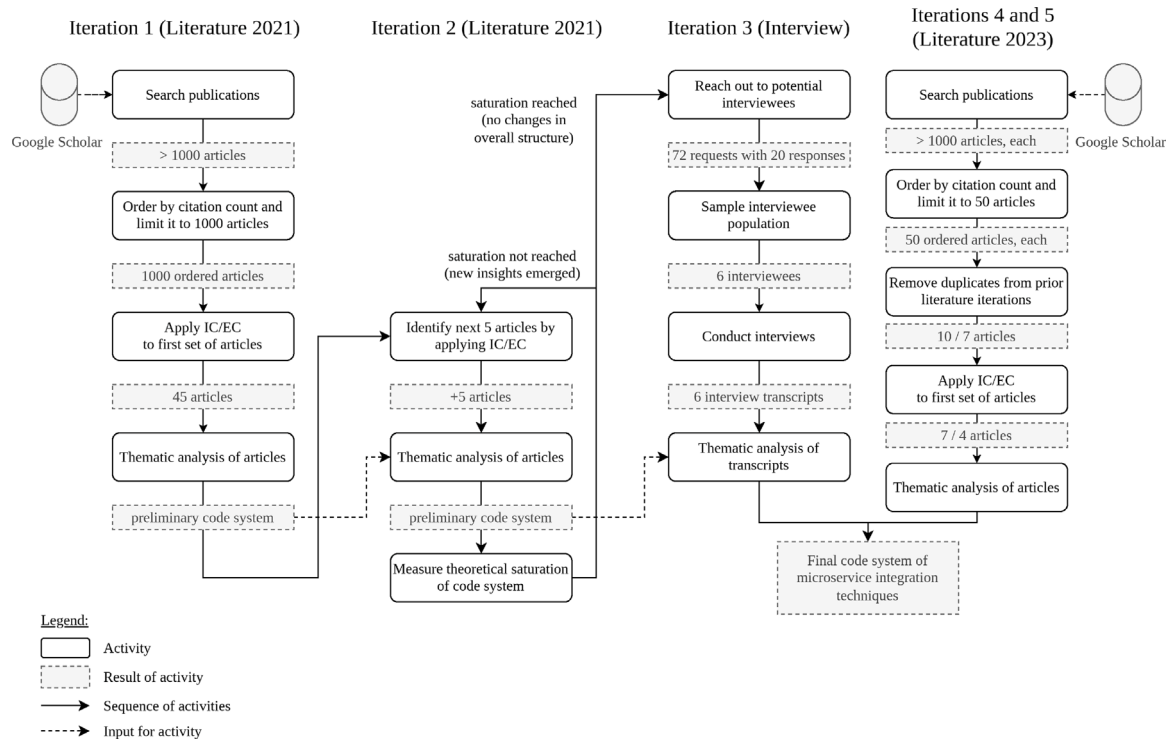 Iteration 1 (Literature 2021)
Google Scholar
Search publications
> 1000 articles
Order by citation count and
limit it to 1000 articles
1000 ordered articles
Apply IC/EC
to first set of articles
45 articles
Thematic analysis of articles
preliminary code system
Iteration 2 (Literature 2021)
saturation reached
(no changes in
overall structure)
saturation not reached
(new insights emerged)
Identify next 5 articles by
applying IC/EC
+5 articles
Thematic analysis of articles
preliminary code system
Measure theoretical saturation
of code system
Iteration 3 (Interview)
Reach out to potential
interviewees
72 requests with 20 responses
Sample interviewee
population
6 interviewees
Conduct interviews
6 interview transcripts
Thematic analysis of
transcripts
Iterations 4 and 5
(Literature 2023)
Search publications
Google Scholar
> 1000 articles, each
Order by citation count and
limit it to 50 articles
50 ordered articles, each
Remove duplicates from prior
literature iterations
10 / 7 articles
Apply IC/EC
to first set of articles
7 / 4 articles
Thematic analysis of articles
Final code system of
microservice integration
techniques
Legend:
Activity
Result of activity
Sequence of activities
Input for activity